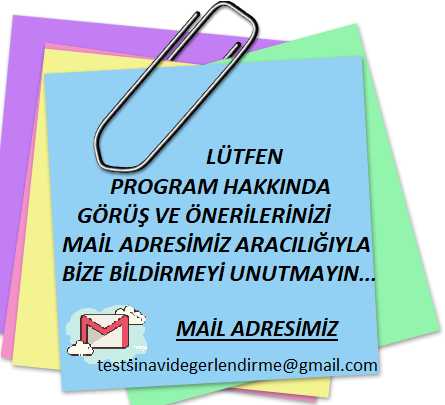 LÜTFEN
PROGRAM HAKKINDA
GÖRÜŞ VE ÖNERİLERİNİZİ
MAİL ADRESİMİZ ARACILIĞIYLA
BİZE BİLDİRMEYİ UNUTMAYIN...
MAİL ADRESİMİZ
testsinavidegerlendirme@gmail.com